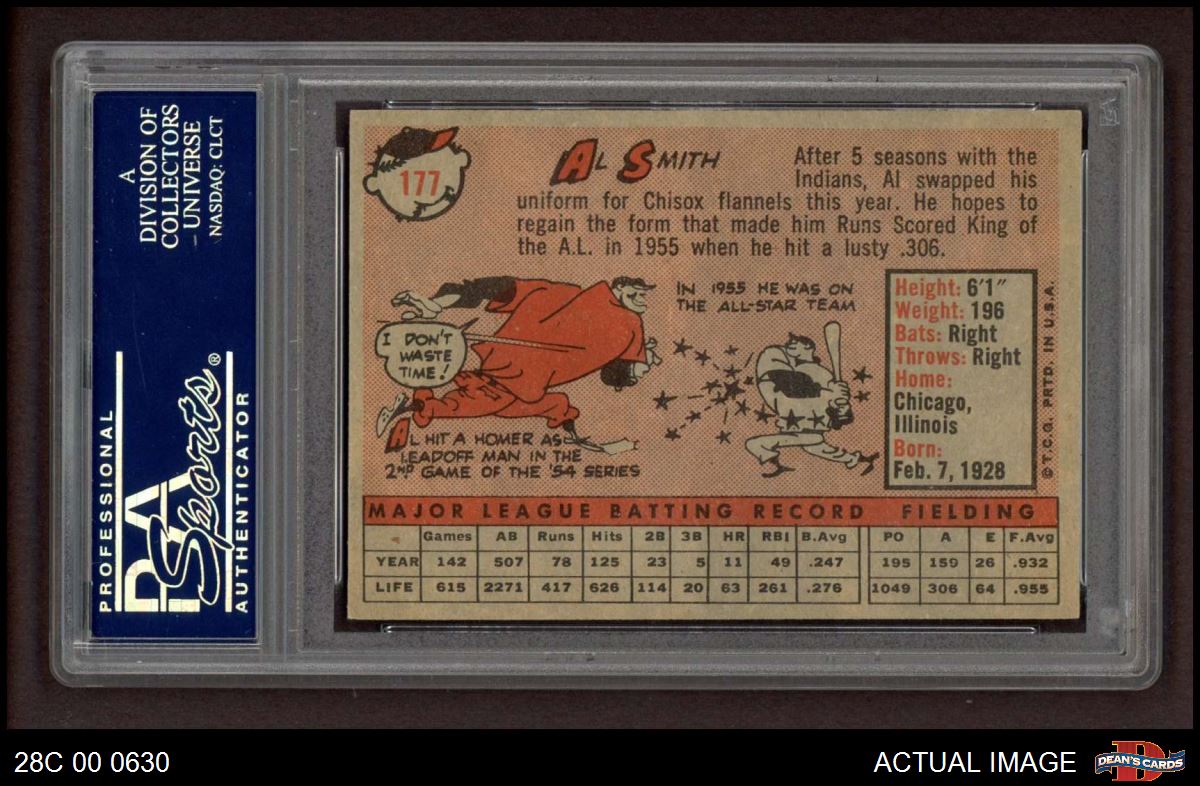 A
DIVISION OF
COLLECTORS
UNIVERSE
NASDAQ: CLCT
PROFESSIONAL
PSA
Sports®
AUTHENTICATOR
177
AL SMITH
After 5 seasons with the
Indians, Al swapped his
uniform for Chisox flannels this year. He hopes to
regain the form that made him Runs Scored King of
the A.L. in 1955 when he hit a lusty .306.
I DON'T
WASTE
TIME!
AL HIT A HOMER AS
LEADOFF MAN IN THE
2ND GAME OF THE '54 SERIES
IN 1955 HE WAS ON
THE ALL-STAR TEAM
Height: 6'1"
Weight: 196
Bats: Right
Throws: Right
Home:
Chicago,
Illinois
Born:
Feb. 7, 1928
© T.C.G. PRTD. IN U.S.A.
MAJOR LEAGUE BATTING RECORD FIELDING
Games AB Runs Hits 2B 3B HR RBI B.Avg PO A E F.Avg
YEAR 142 507 78 125 23 5 11 49 .247 195 159 26 .932
LIFE 615 2271 417 626 114 20 63 261 .276 1049 306 64 .955
28C 00 0630
ACTUAL IMAGE
D
DEAN'S CARDS